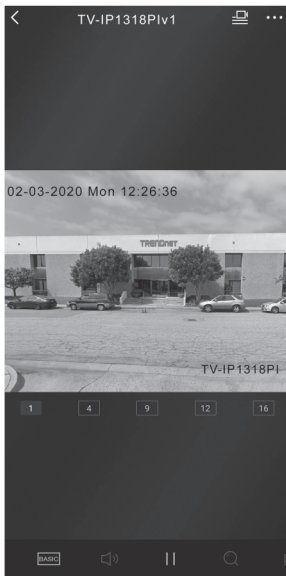 TV-IP1318PIv1
02-03-2020 Mon 12:26:36
TRENDNET
TV-IP1318PI
1 4 9 12 16
BASIC